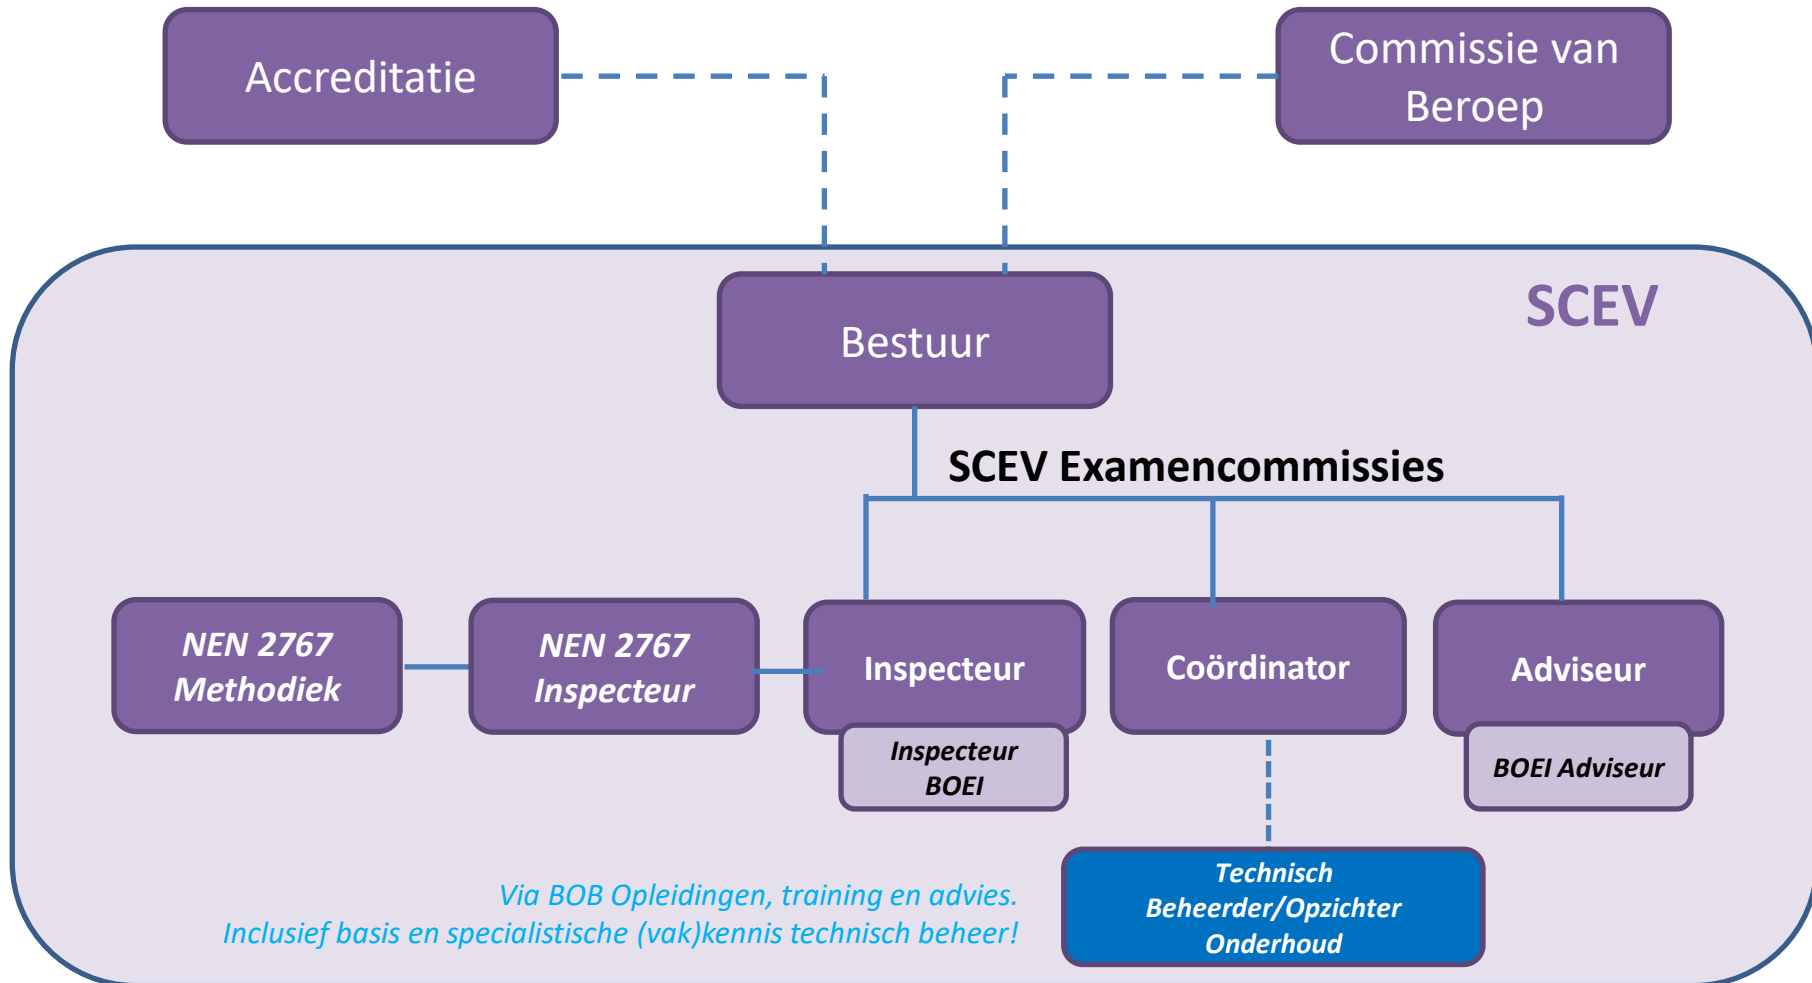 Accreditatie
Commissie van
Beroep
SCEV
Bestuur
SCEV Examencommissies
NEN 2767
Methodiek
NEN 2767
Inspecteur
Inspecteur
Coördinator
Adviseur
Inspecteur
BOEI
BOEI Adviseur
Via BOB Opleidingen, training en advies.
Inclusief basis en specialistische (vak)kennis technisch beheer!
Technisch
Beheerder/Opzichter
Onderhoud